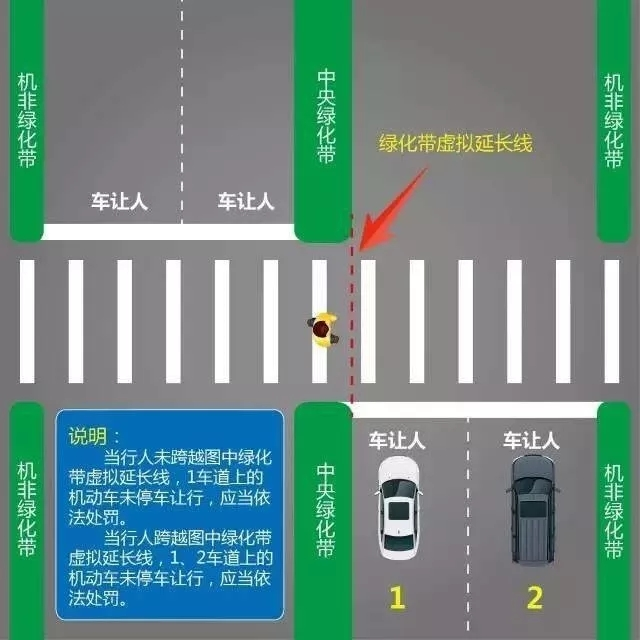 机非绿化带
中央绿化带
机非绿化带
绿化带虚拟延长线
车让人
车让人
机非绿化带
说明：
当行人未跨越图中绿化
带虚拟延长线，1车道上的
机动车未停车让行，应当依
法处罚。
当行人跨越图中绿化带
虚拟延长线，1、2车道上的
机动车未停车让行，应当依
法处罚。
中央绿化带
车让人
车让人
机非绿化带
1
2